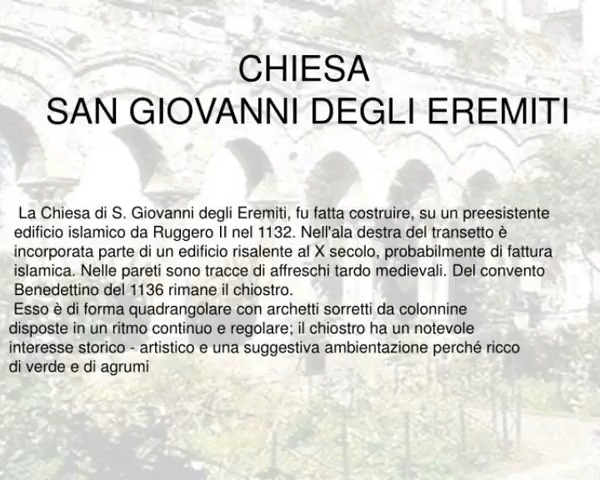 CHIESA
SAN GIOVANNI DEGLI EREMITI
La Chiesa di S. Giovanni degli Eremiti, fu fatta costruire, su un preesistente
edificio islamico da Ruggero II nel 1132. Nell'ala destra del transetto è
incorporata parte di un edificio risalente al X secolo, probabilmente di fattura
islamica. Nelle pareti sono tracce di affreschi tardo medievali. Del convento
Benedettino del 1136 rimane il chiostro.
Esso è di forma quadrangolare con archetti sorretti da colonnine
disposte in un ritmo continuo e regolare; il chiostro ha un notevole
interesse storico - artistico e una suggestiva ambientazione perché ricco
di verde e di agrumi